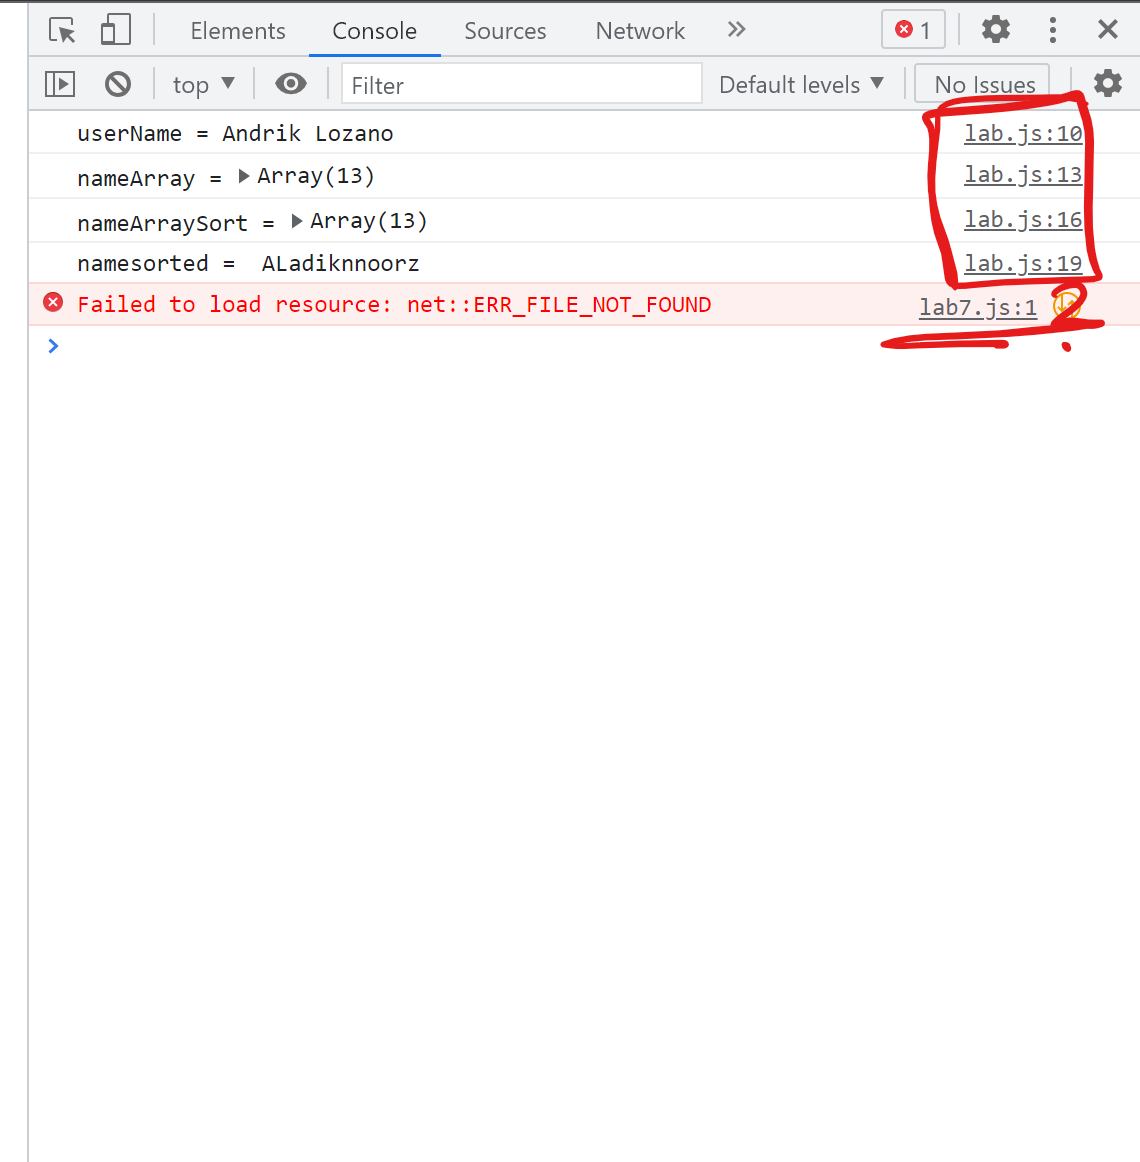 Elements Console Sources Network 1
top Filter Default levels No Issues
userName = Andrik Lozano lab.js:10
nameArray = Array(13) lab.js:13
nameArraySort = Array(13) lab.js:16
namesorted =  ALadiknnoorz lab.js:19
Failed to load resource: net::ERR_FILE_NOT_FOUND lab7.js:1 ?